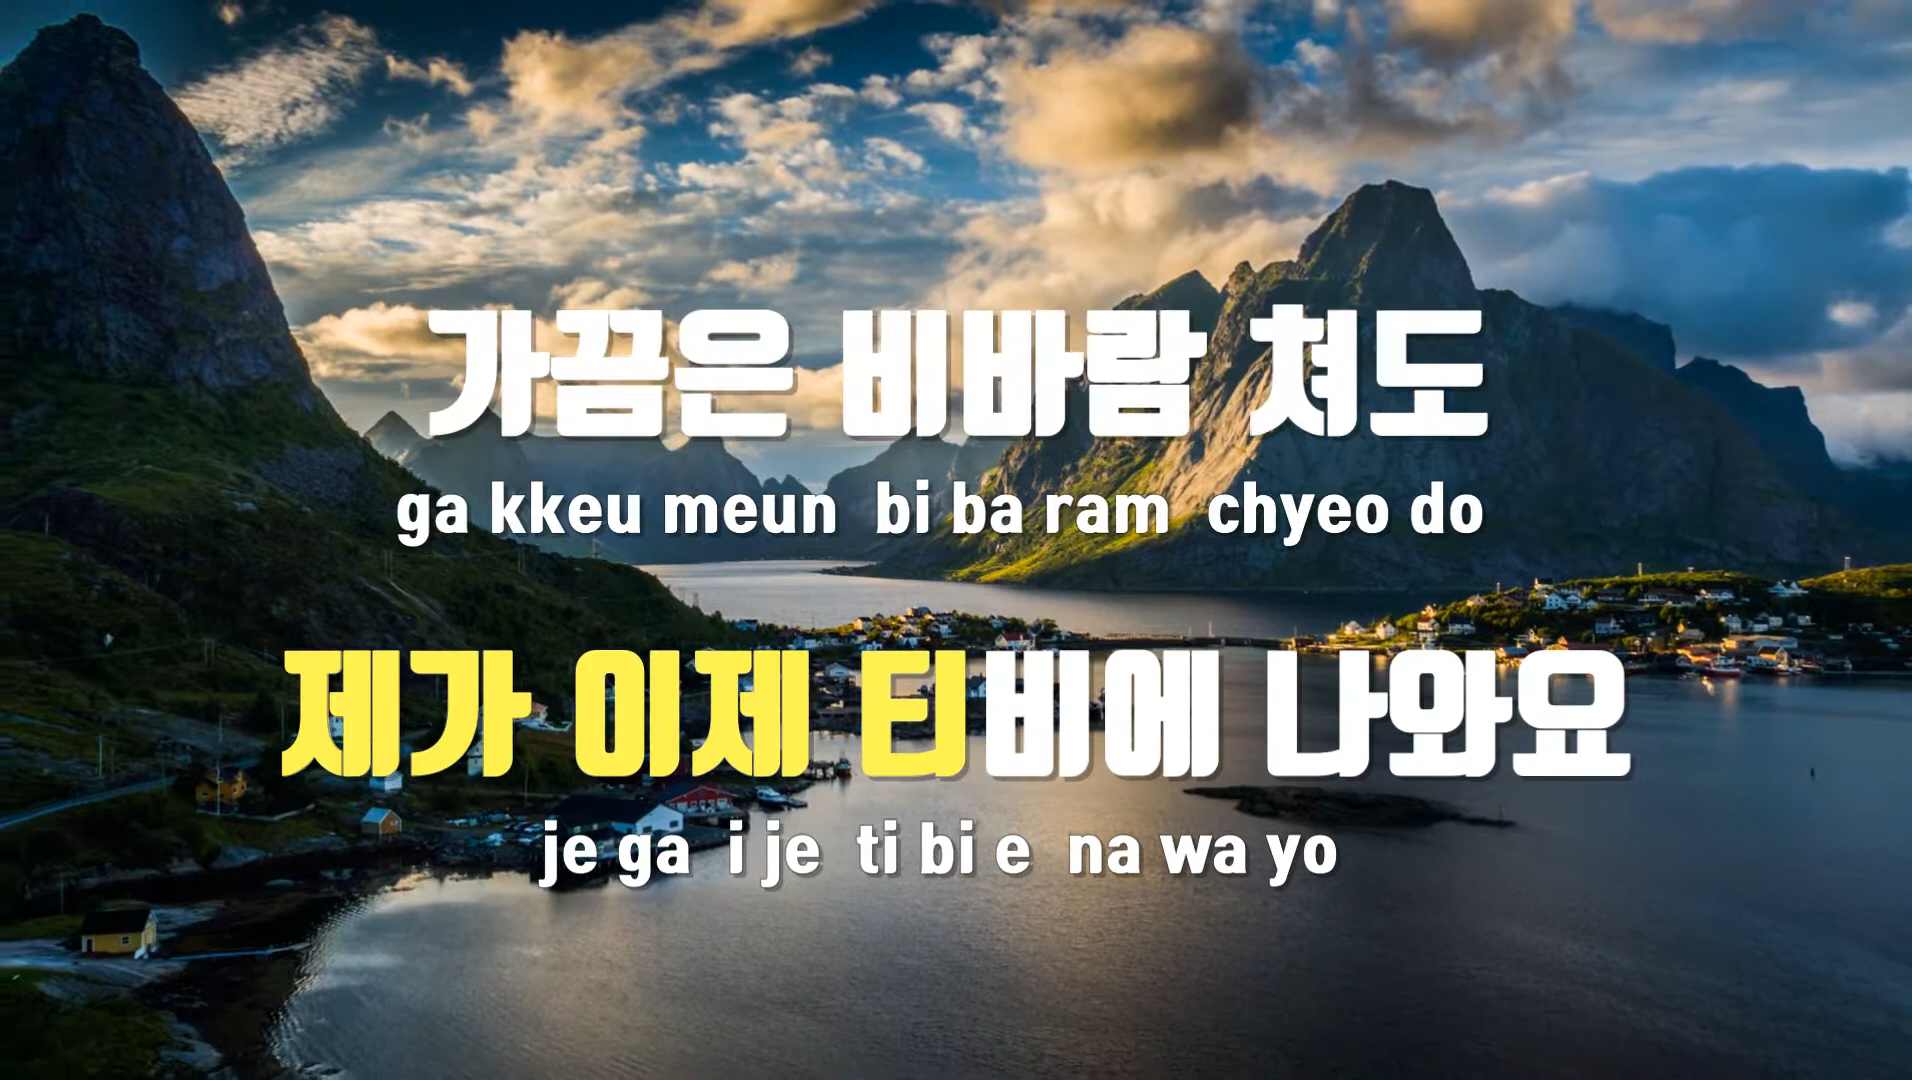 가끔은 비바람 쳐도
ga kkeu meun bi ba ram chyeo do
제가 이제 티비에 나와요
je ga i je ti bi e na wa yo